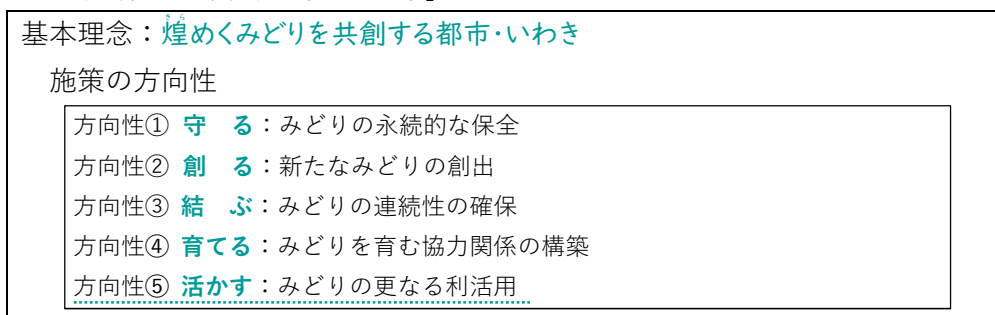 基本理念：煌めくみどりを共創する都市・いわき
施策の方向性
方向性① 守　る：みどりの永続的な保全
方向性② 創　る：新たなみどりの創出
方向性③ 結　ぶ：みどりの連続性の確保
方向性④ 育てる：みどりを育む協力関係の構築
方向性⑤ 活かす：みどりの更なる利活用